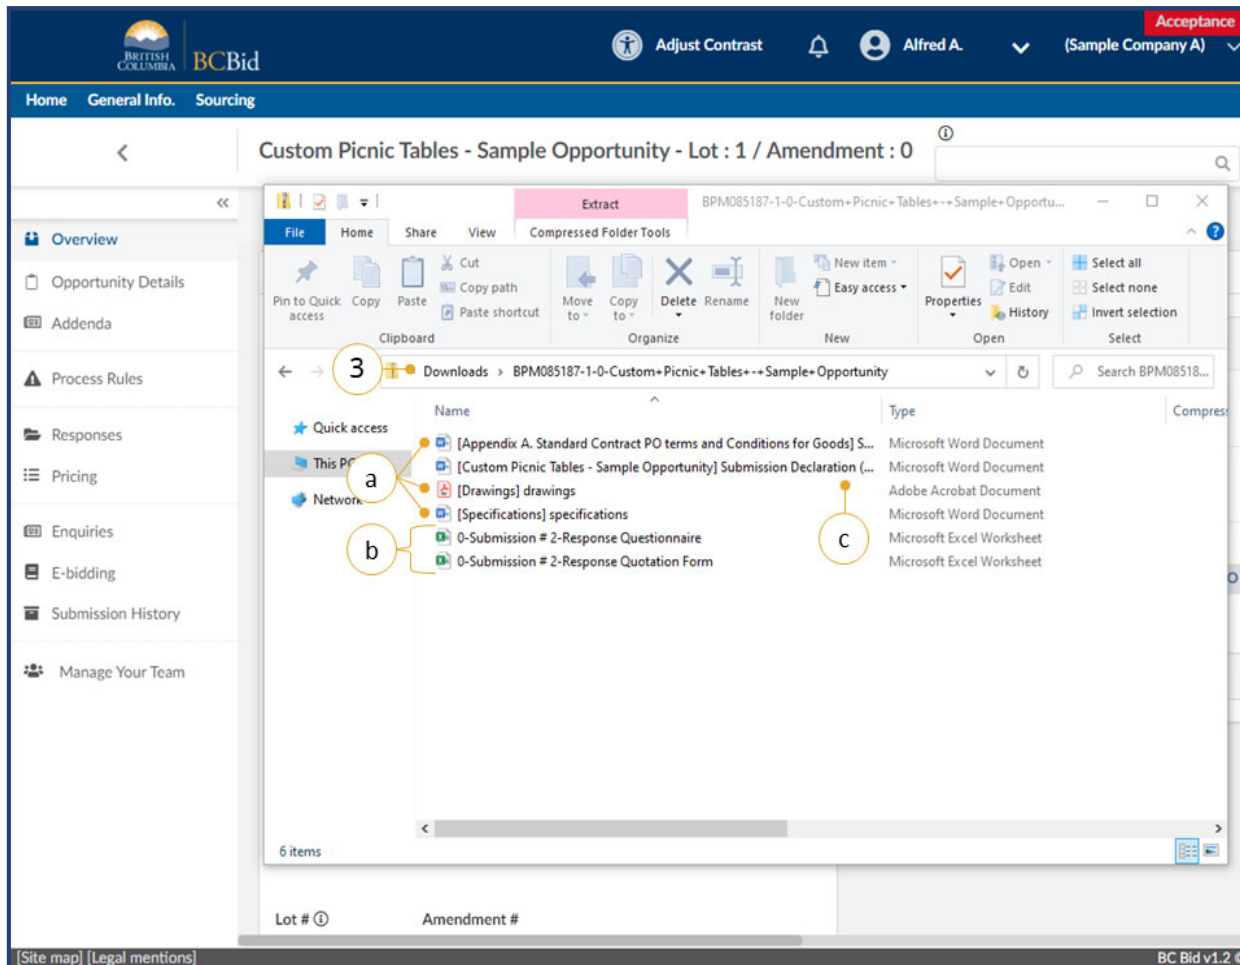 Acceptance
BRITISH COLUMBIA BCBid
Adjust Contrast
Alfred A.
(Sample Company A)
Home General Info. Sourcing
Custom Picnic Tables - Sample Opportunity - Lot : 1 / Amendment : 0
Overview
Opportunity Details
Addenda
Process Rules
Responses
Pricing
Enquiries
E-bidding
Submission History
Manage Your Team
Extract
BPM085187-1-0-Custom+Picnic+Tables+-+Sample+Opportu...
File Home Share View Compressed Folder Tools
Pin to Quick access
Copy
Paste
Cut
Copy path
Paste shortcut
Clipboard
Move to
Copy to
Delete
Rename
Organize
New folder
New item
Easy access
New
Properties
Open
Edit
History
Open
Select all
Select none
Invert selection
Select
3
Downloads > BPM085187-1-0-Custom+Picnic+Tables+-+Sample+Opportunity
Search BPM08518...
Quick access
This PC
Network
Name Type Compres
[Appendix A. Standard Contract PO terms and Conditions for Goods] S... Microsoft Word Document
[Custom Picnic Tables - Sample Opportunity] Submission Declaration (... Microsoft Word Document
[Drawings] drawings Adobe Acrobat Document
[Specifications] specifications Microsoft Word Document
0-Submission # 2-Response Questionnaire Microsoft Excel Worksheet
0-Submission # 2-Response Quotation Form Microsoft Excel Worksheet
a
b
c
6 items
Lot # Amendment #
[Site map] [Legal mentions]
BC Bid v1.2 ©